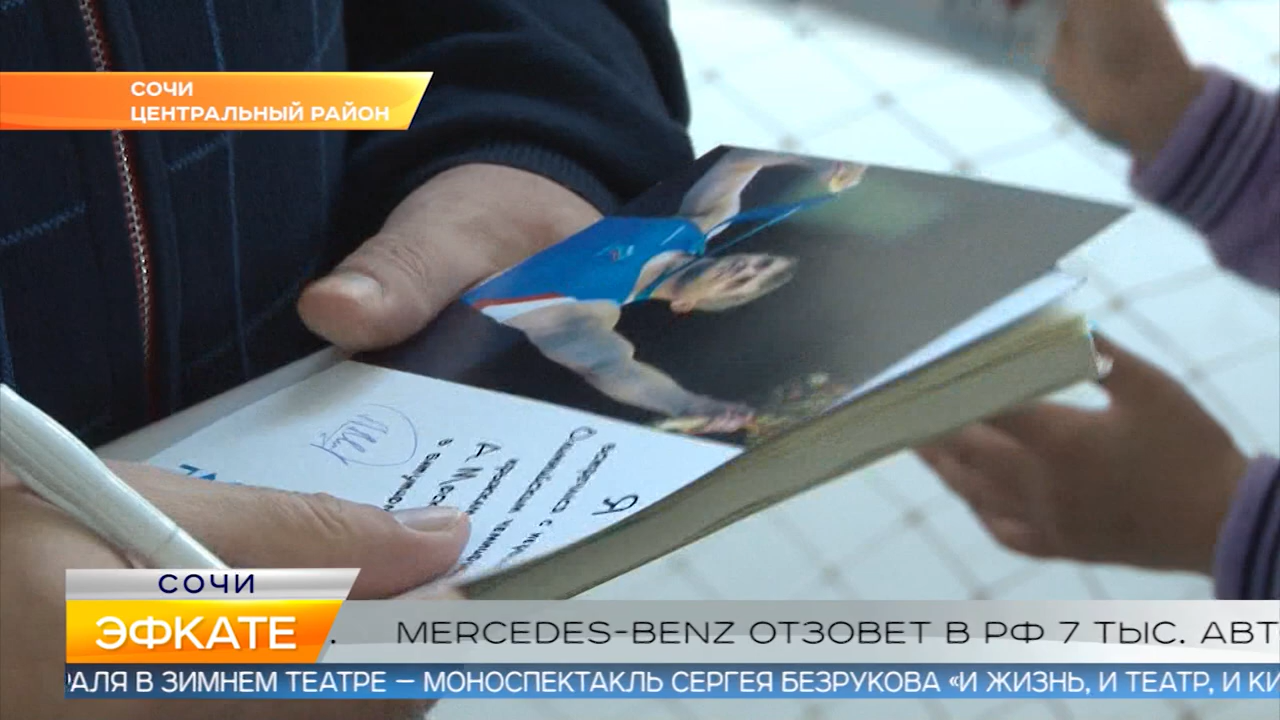 СОЧИ
ЦЕНТРАЛЬНЫЙ РАЙОН
Я
с
Олимпийским
А.
в
СОЧИ
ЭФКАТЕ
. MERCEDES-BENZ ОТЗОВЕТ В РФ 7 ТЫС. АВТ
РАЛЯ В ЗИМНЕМ ТЕАТРЕ — МОНОСПЕКТАКЛЬ СЕРГЕЯ БЕЗРУКОВА «И ЖИЗНЬ, И ТЕАТР, И КИ